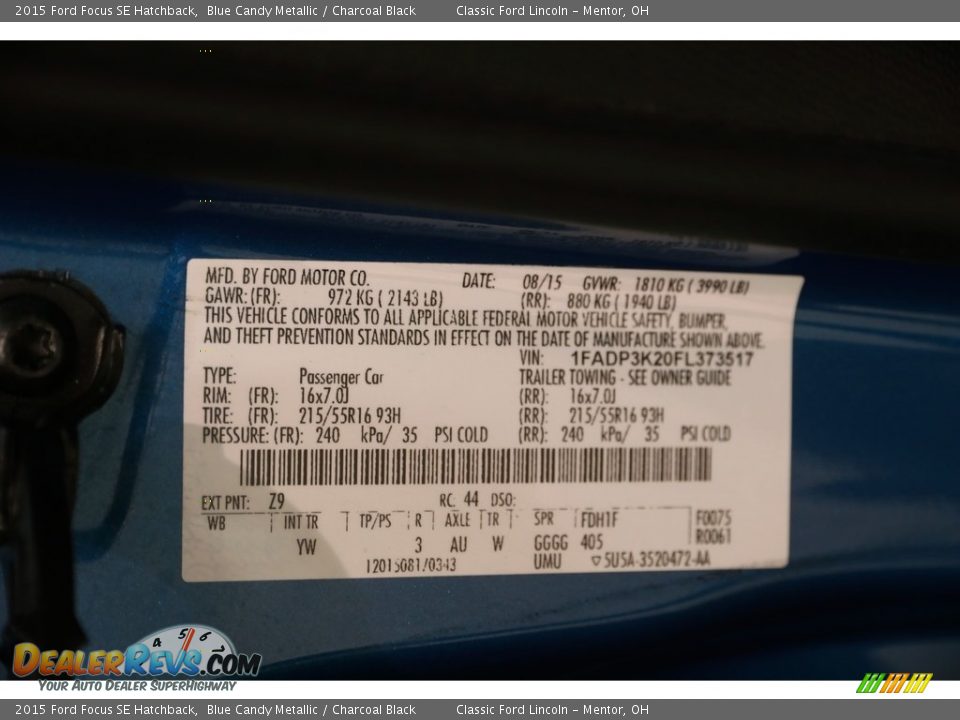 2015 Ford Focus SE Hatchback, Blue Candy Metallic / Charcoal Black Classic Ford Lincoln - Mentor, OH
MFD. BY FORD MOTOR CO. DATE: 08/15 GVWR: 1810 KG ( 3990 LB)
GAWR: (FR): 972 KG ( 2143 LB) (RR): 880 KG ( 1940 LB)
THIS VEHICLE CONFORMS TO ALL APPLICABLE FEDERAL MOTOR VEHICLE SAFETY, BUMPER,
AND THEFT PREVENTION STANDARDS IN EFFECT ON THE DATE OF MANUFACTURE SHOWN ABOVE.
VIN: 1FADP3K20FL373517
TYPE: Passenger Car TRAILER TOWING - SEE OWNER GUIDE
RIM: (FR): 16x7.0J (RR): 16x7.0J
TIRE: (FR): 215/55R16 93H (RR): 215/55R16 93H
PRESSURE: (FR): 240 kPa/ 35 PSI COLD (RR): 240 kPa/ 35 PSI COLD
EXT PNT: Z9 RC: 44 DSO:
WB INT TR TP/PS R AXLE TR SPR FDH1F F0075
YW 3 AU W GGGG 405 R0061
UMU 5U5A-3520472-AA
4 5 6
DEALERREVS.COM
YOUR AUTO DEALER SUPERHIGHWAY
2015 Ford Focus SE Hatchback, Blue Candy Metallic / Charcoal Black Classic Ford Lincoln - Mentor, OH